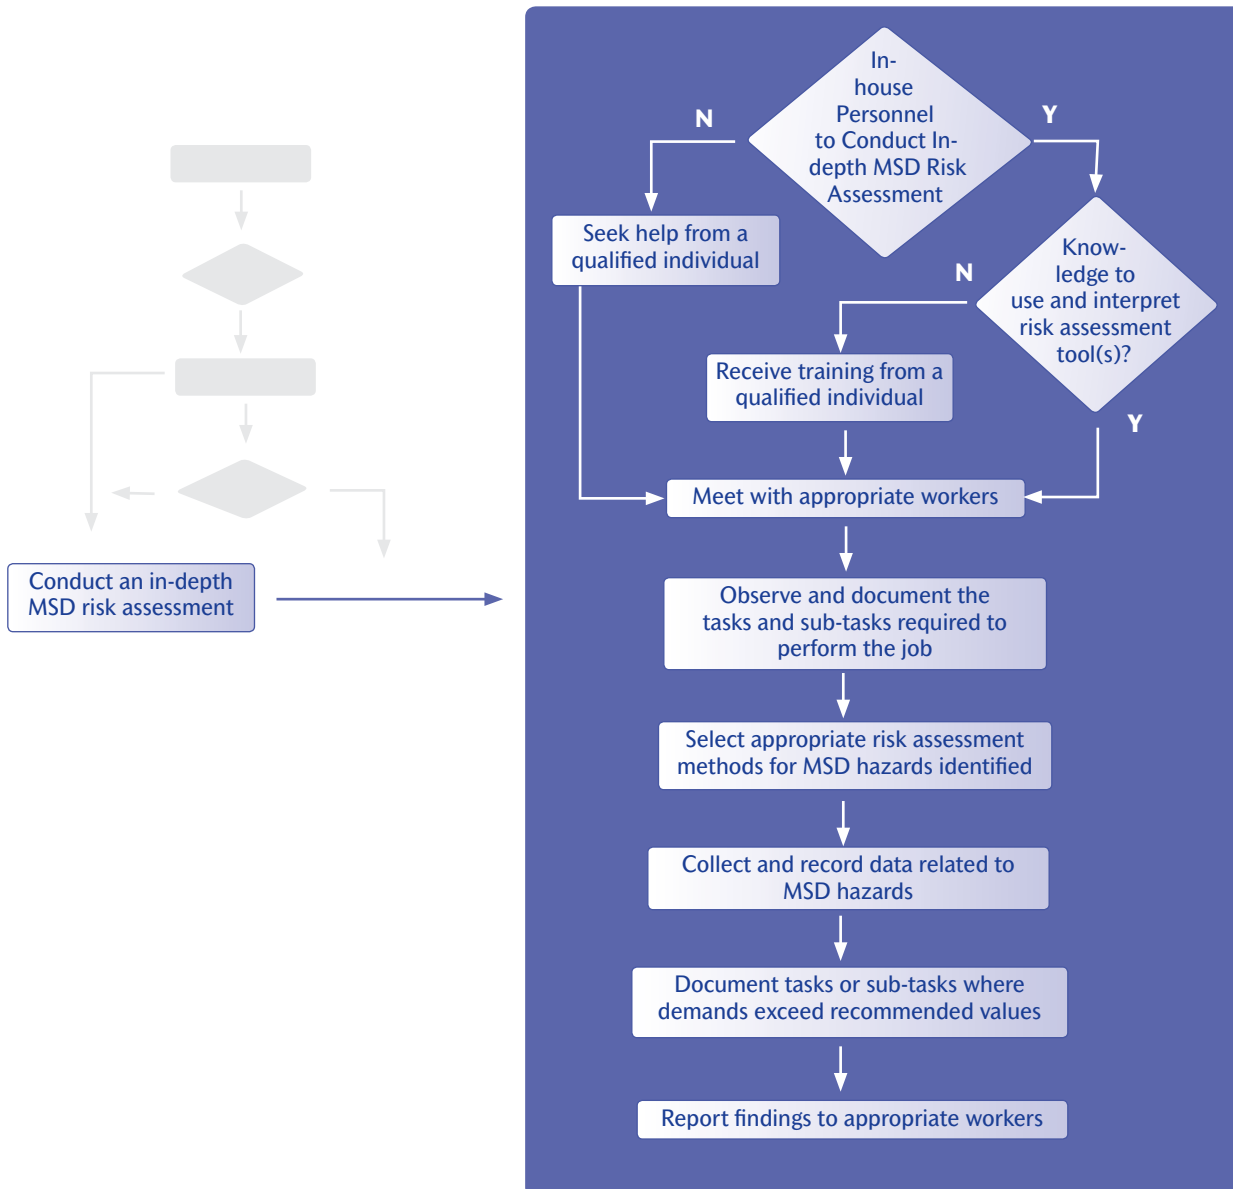 In-
house
Personnel
to Conduct In-
depth MSD Risk
Assessment
N
Y
Seek help from a
qualified individual
Know-
ledge to
use and interpret
risk assessment
tool(s)?
N
Receive training from a
qualified individual
Y
Meet with appropriate workers
Conduct an in-depth
MSD risk assessment
Observe and document the
tasks and sub-tasks required to
perform the job
Select appropriate risk assessment
methods for MSD hazards identified
Collect and record data related to
MSD hazards
Document tasks or sub-tasks where
demands exceed recommended values
Report findings to appropriate workers